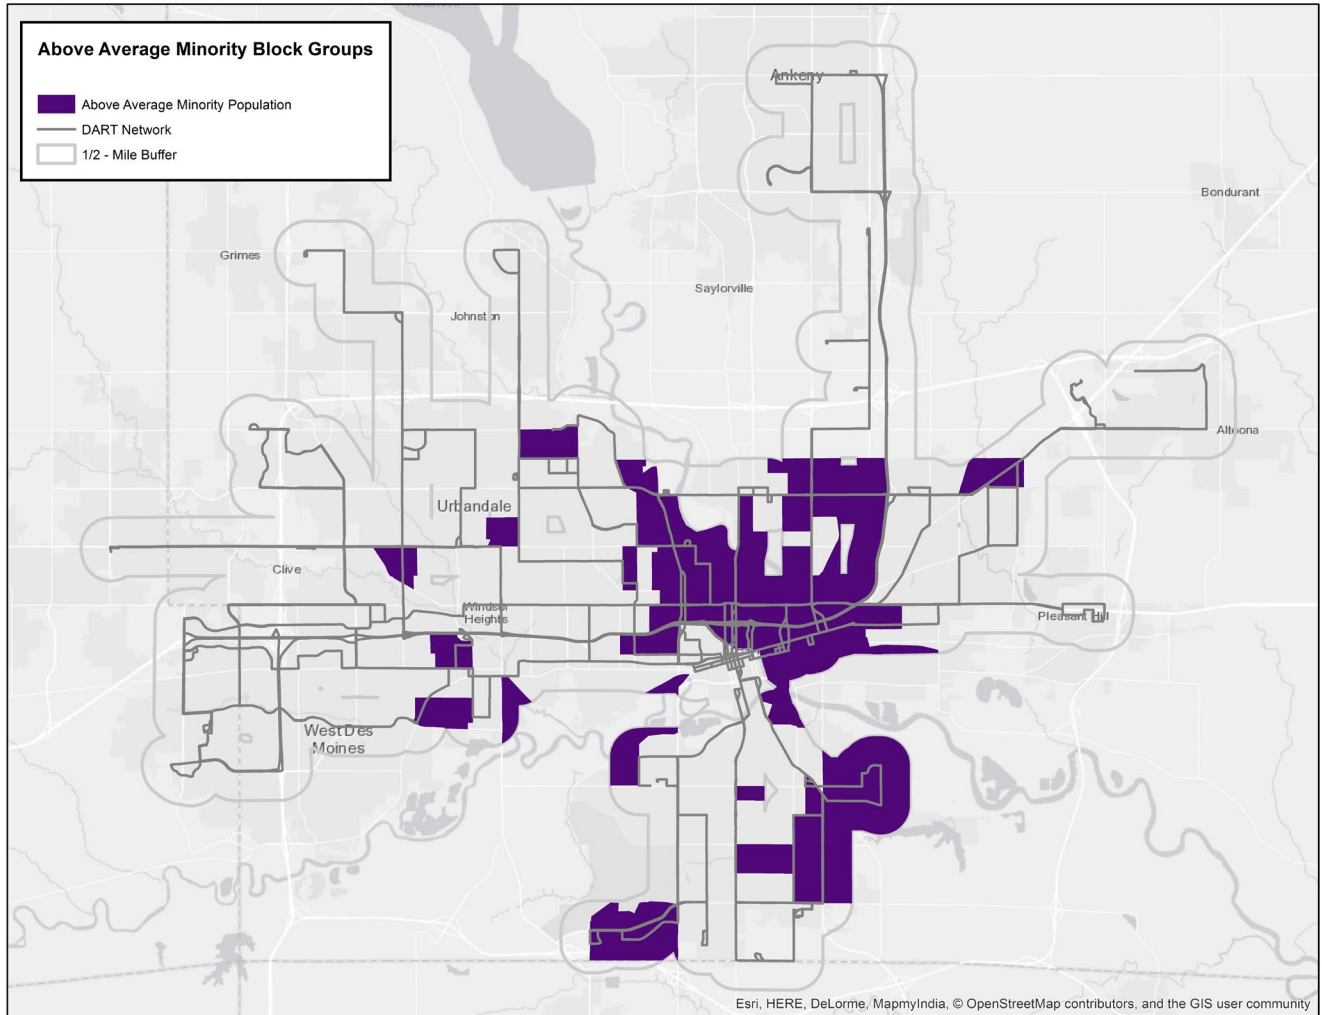 Above Average Minority Block Groups
Above Average Minority Population
DART Network
1/2 - Mile Buffer
Ankeny
Bondurant
Grimes
Saylorville
Johnston
Altoona
Urbandale
Clive
Windsor
Heights
Pleasant Hill
West Des
Moines
Esri, HERE, DeLorme, MapmyIndia, © OpenStreetMap contributors, and the GIS user community